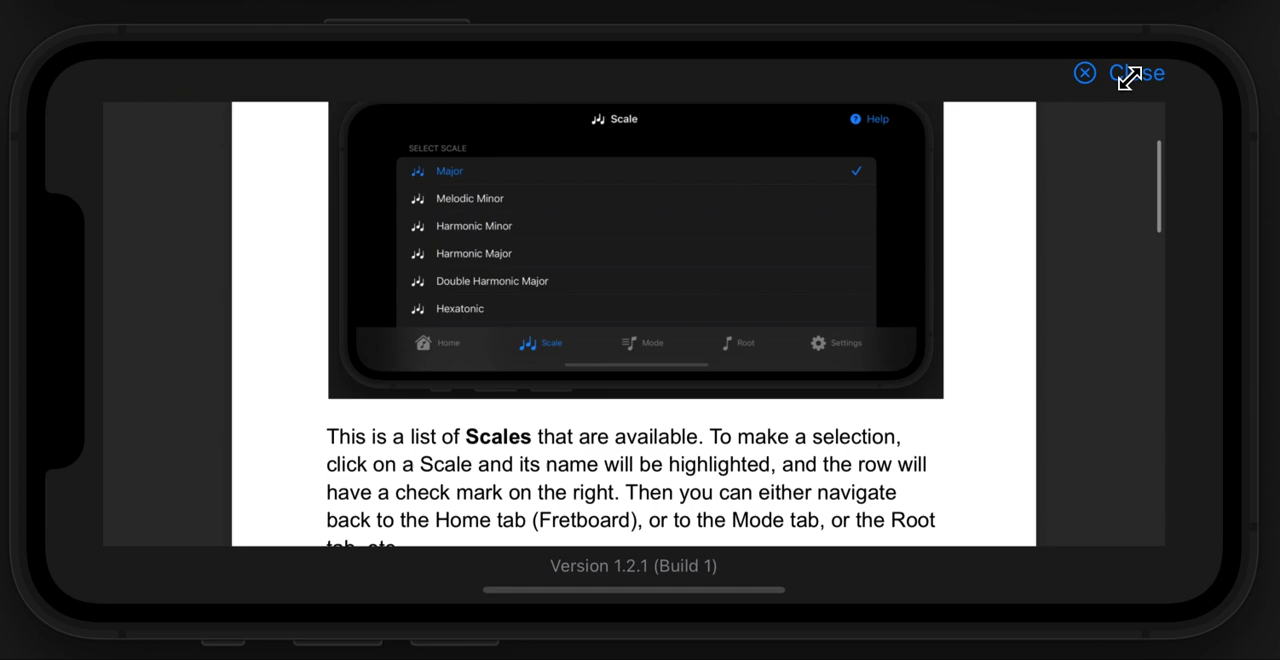 Close
Scale
Help
SELECT SCALE
Major
Melodic Minor
Harmonic Minor
Harmonic Major
Double Harmonic Major
Hexatonic
Home Scale Mode Root Settings
This is a list of Scales that are available. To make a selection,
click on a Scale and its name will be highlighted, and the row will
have a check mark on the right. Then you can either navigate
back to the Home tab (Fretboard), or to the Mode tab, or the Root
tab, etc.
Version 1.2.1 (Build 1)